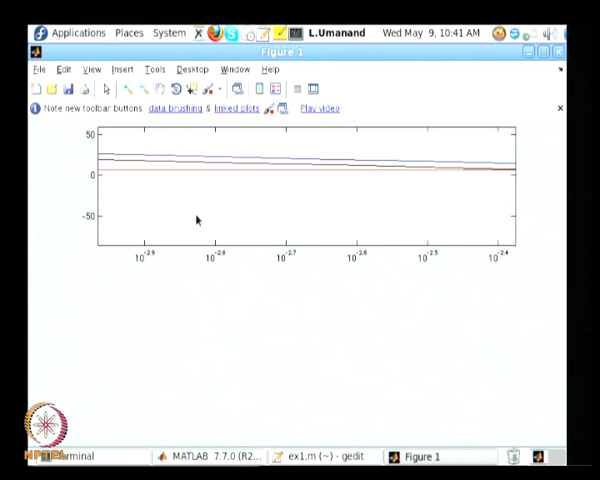 Applications Places System L.Umanand Wed May 9, 10:41 AM
Figure 1
File Edit View Insert Tools Desktop Window Help
Note new toolbar buttons: data brushing & linked plots Play video
50
0
-50
10^-2.9 10^-2.8 10^-2.7 10^-2.6 10^-2.5 10^-2.4
NPTEL
Terminal MATLAB 7.7.0 (R2... ex1.m (~) - gedit Figure 1